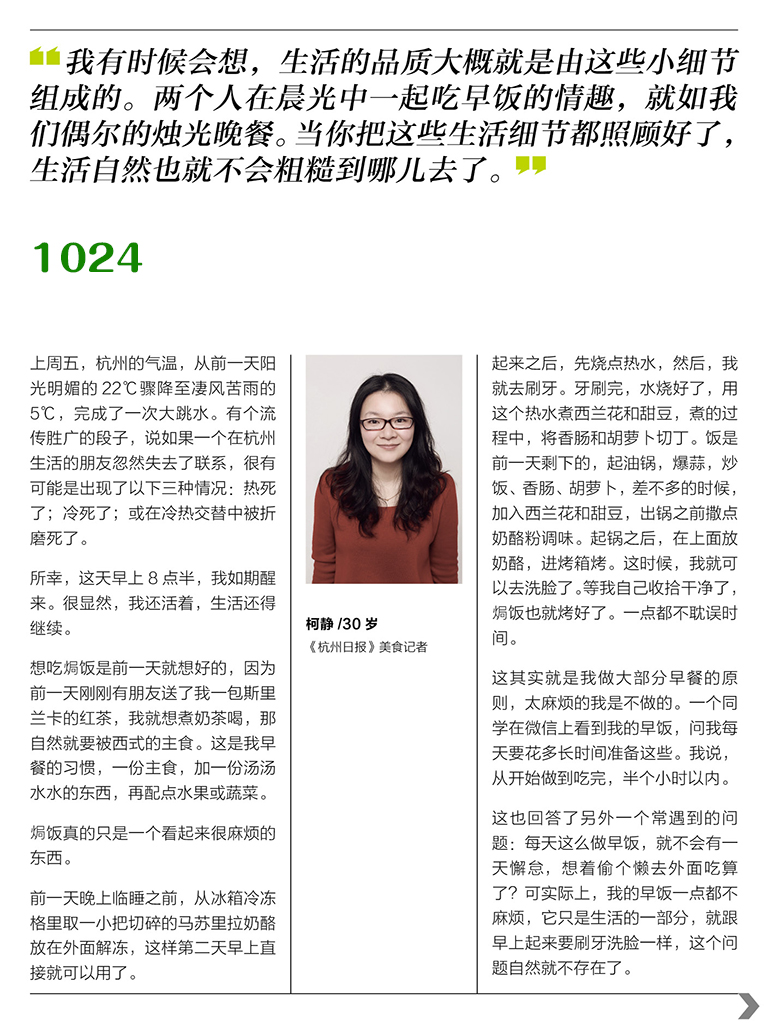 “我有时候会想，生活的品质大概就是由这些小细节
组成的。两个人在晨光中一起吃早饭的情趣，就如我
们偶尔的烛光晚餐。当你把这些生活细节都照顾好了，
生活自然也就不会粗糙到哪儿去了。”
1024
上周五，杭州的气温，从前一天阳
光明媚的 22℃骤降至凄风苦雨的
5℃，完成了一次大跳水。有个流
传胜广的段子，说如果一个在杭州
生活的朋友忽然失去了联系，很有
可能是出现了以下三种情况：热死
了；冷死了；或在冷热交替中被折
磨死了。
所幸，这天早上 8 点半，我如期醒
来。很显然，我还活着，生活还得
继续。
想吃焗饭是前一天就想好的，因为
前一天刚刚有朋友送了我一包斯里
兰卡的红茶，我就想煮奶茶喝，那
自然就要被西式的主食。这是我早
餐的习惯，一份主食，加一份汤汤
水水的东西，再配点水果或蔬菜。
焗饭真的只是一个看起来很麻烦的
东西。
前一天晚上临睡之前，从冰箱冷冻
格里取一小把切碎的马苏里拉奶酪
放在外面解冻，这样第二天早上直
接就可以用了。
柯静 /30 岁
《杭州日报》美食记者
起来之后，先烧点热水，然后，我
就去刷牙。牙刷完，水烧好了，用
这个热水煮西兰花和甜豆，煮的过
程中，将香肠和胡萝卜切丁。饭是
前一天剩下的，起油锅，爆蒜，炒
饭、香肠、胡萝卜，差不多的时候，
加入西兰花和甜豆，出锅之前撒点
奶酪粉调味。起锅之后，在上面放
奶酪，进烤箱烤。这时候，我就可
以去洗脸了。等我自己收拾干净了，
焗饭也就烤好了。一点都不耽误时
间。
这其实就是我做大部分早餐的原
则，太麻烦的我是不做的。一个同
学在微信上看到我的早饭，问我每
天要花多长时间准备这些。我说，
从开始做到吃完，半个小时以内。
这也回答了另外一个常遇到的问
题：每天这么做早饭，就不会有一
天懈怠，想着偷个懒去外面吃算
了？可实际上，我的早饭一点都不
麻烦，它只是生活的一部分，就跟
早上起来要刷牙洗脸一样，这个问
题自然就不存在了。